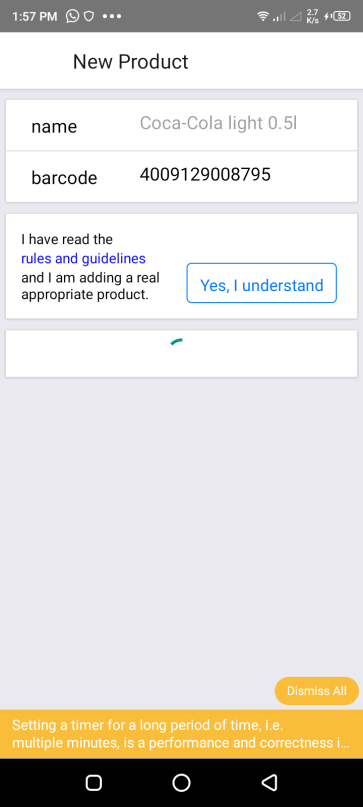 1:57 PM
2.7
K/s
52
New Product
name
Coca-Cola light 0.5l
barcode
4009129008795
I have read the
rules and guidelines
and I am adding a real
appropriate product.
Yes, I understand
Dismiss All
Setting a timer for a long period of time, i.e.
multiple minutes, is a performance and correctness i...